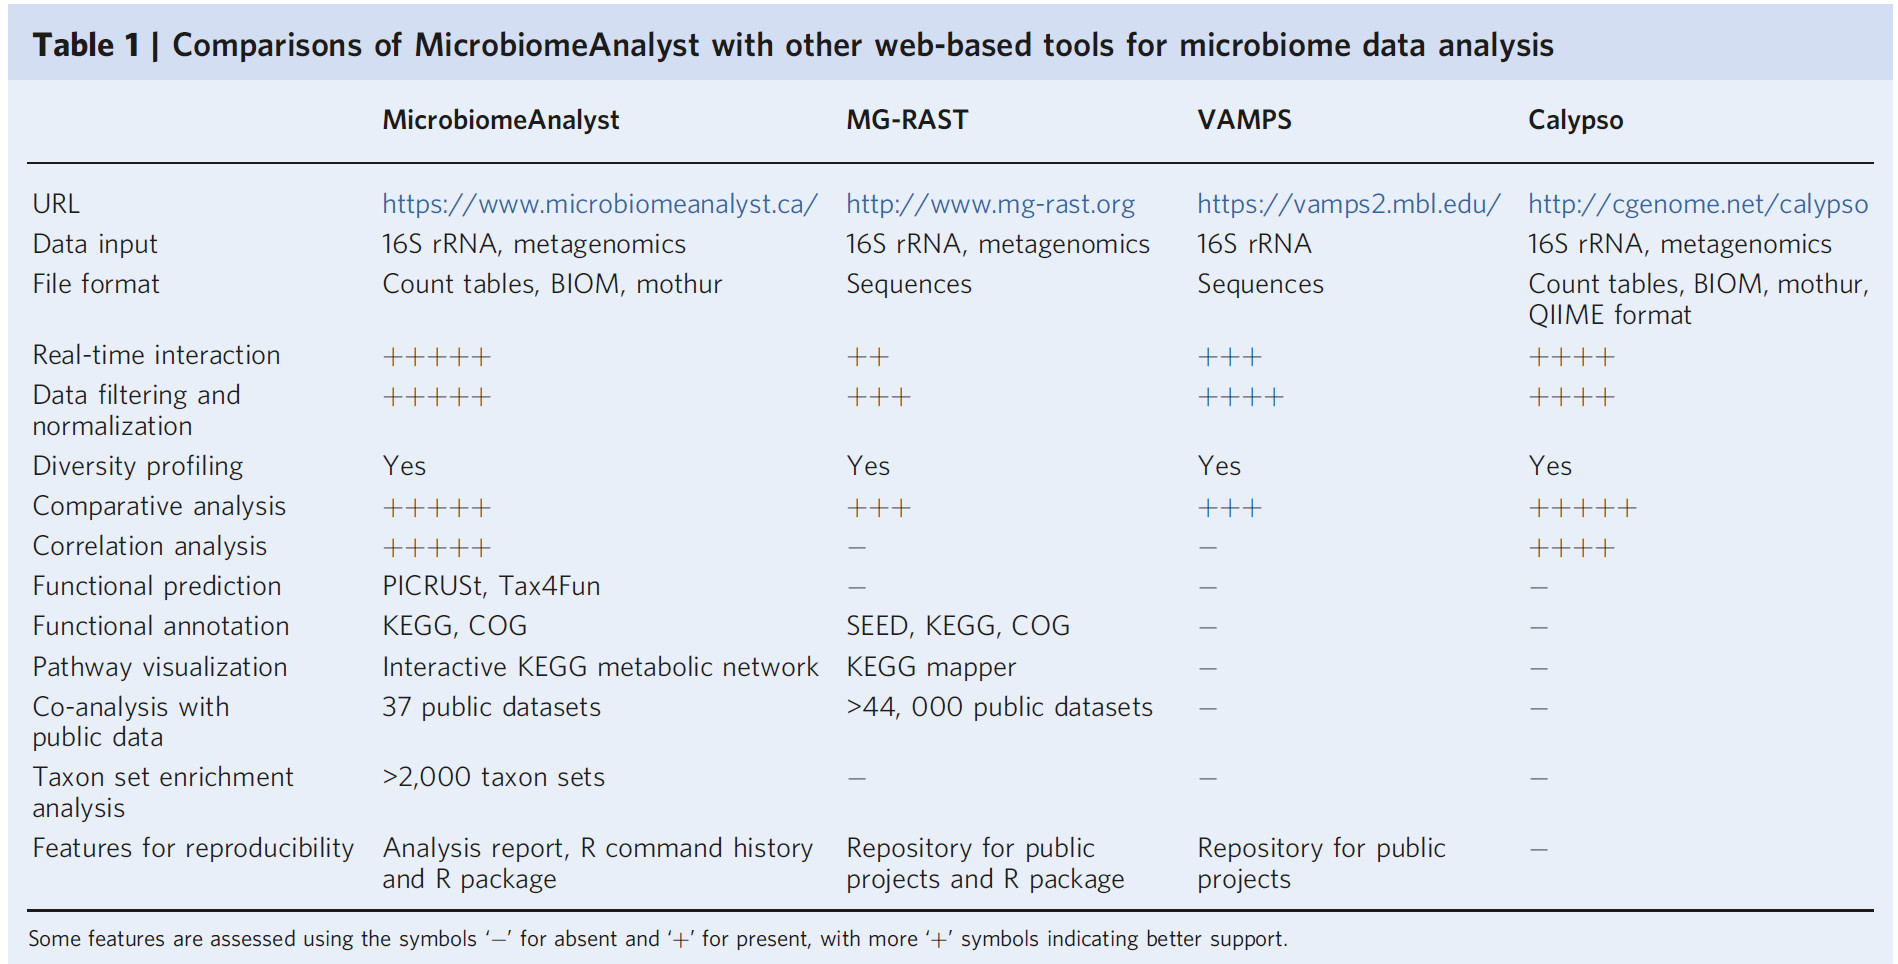 Table 1 | Comparisons of MicrobiomeAnalyst with other web-based tools for microbiome data analysis
MicrobiomeAnalyst MG-RAST VAMPS Calypso
URL https://www.microbiomeanalyst.ca/ http://www.mg-rast.org https://vamps2.mbl.edu/ http://cgenome.net/calypso
Data input 16S rRNA, metagenomics 16S rRNA, metagenomics 16S rRNA 16S rRNA, metagenomics
File format Count tables, BIOM, mothur Sequences Sequences Count tables, BIOM, mothur,
QIIME format
Real-time interaction +++++ ++ +++ ++++
Data filtering and +++++ +++ ++++ ++++
normalization
Diversity profiling Yes Yes Yes Yes
Comparative analysis +++++ +++ +++ +++++
Correlation analysis +++++ − − ++++
Functional prediction PICRUSt, Tax4Fun − − −
Functional annotation KEGG, COG SEED, KEGG, COG − −
Pathway visualization Interactive KEGG metabolic network KEGG mapper − −
Co-analysis with 37 public datasets >44, 000 public datasets − −
public data
Taxon set enrichment >2,000 taxon sets − − −
analysis
Features for reproducibility Analysis report, R command history Repository for public Repository for public −
and R package projects and R package projects
Some features are assessed using the symbols ‘−’ for absent and ‘+’ for present, with more ‘+’ symbols indicating better support.